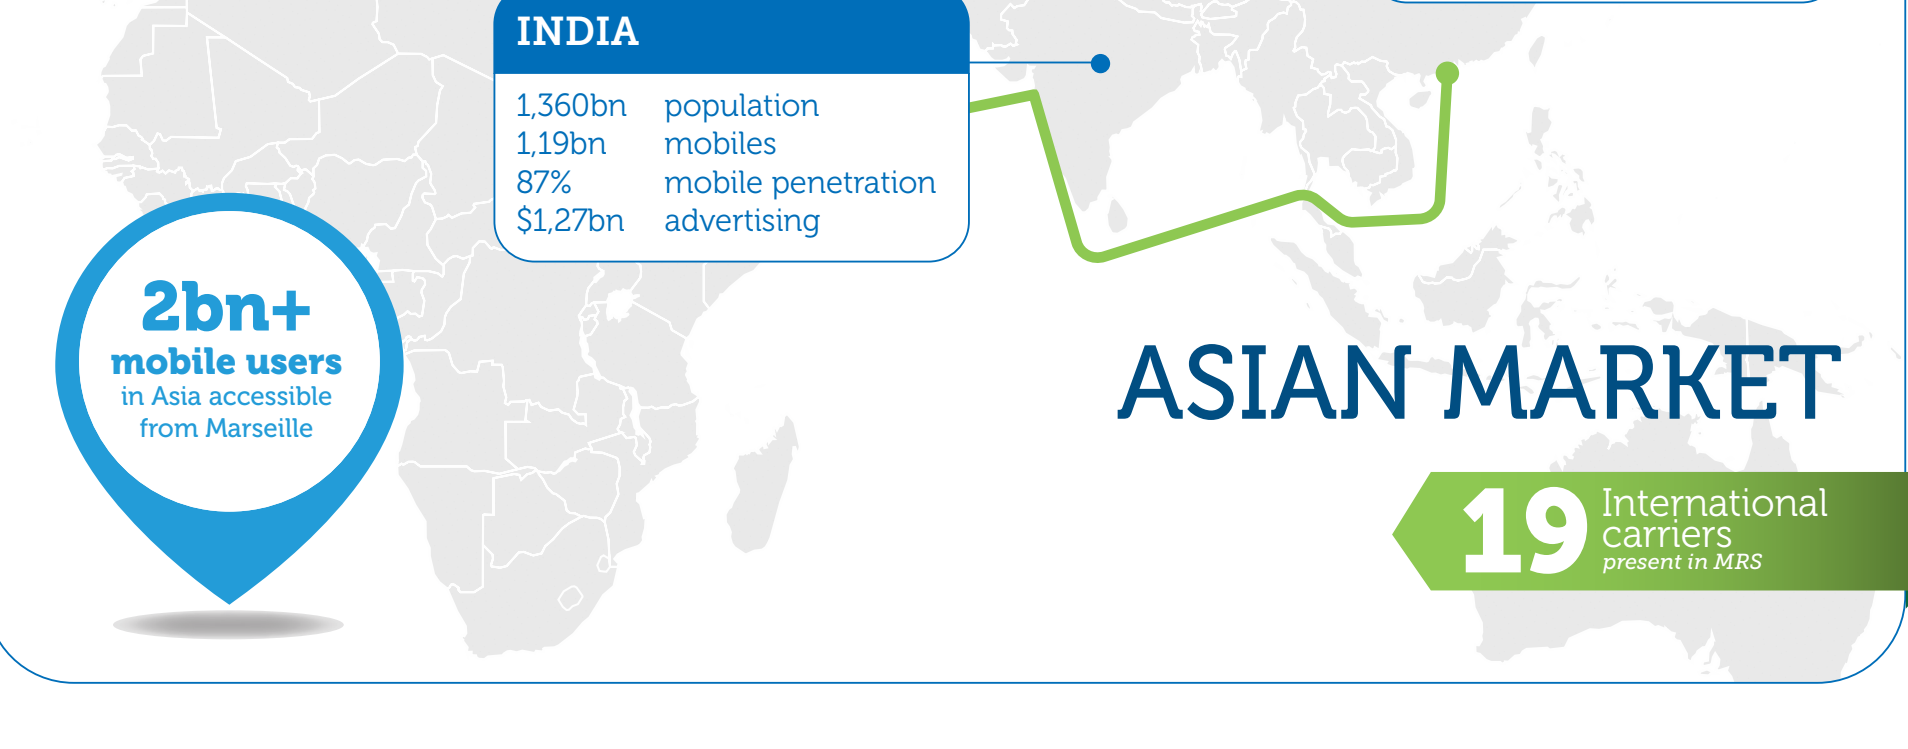 INDIA
1,360bn population
1,19bn mobiles
87% mobile penetration
$1,27bn advertising
2bn+
mobile users
in Asia accessible
from Marseille
ASIAN MARKET
19 International
carriers
present in MRS